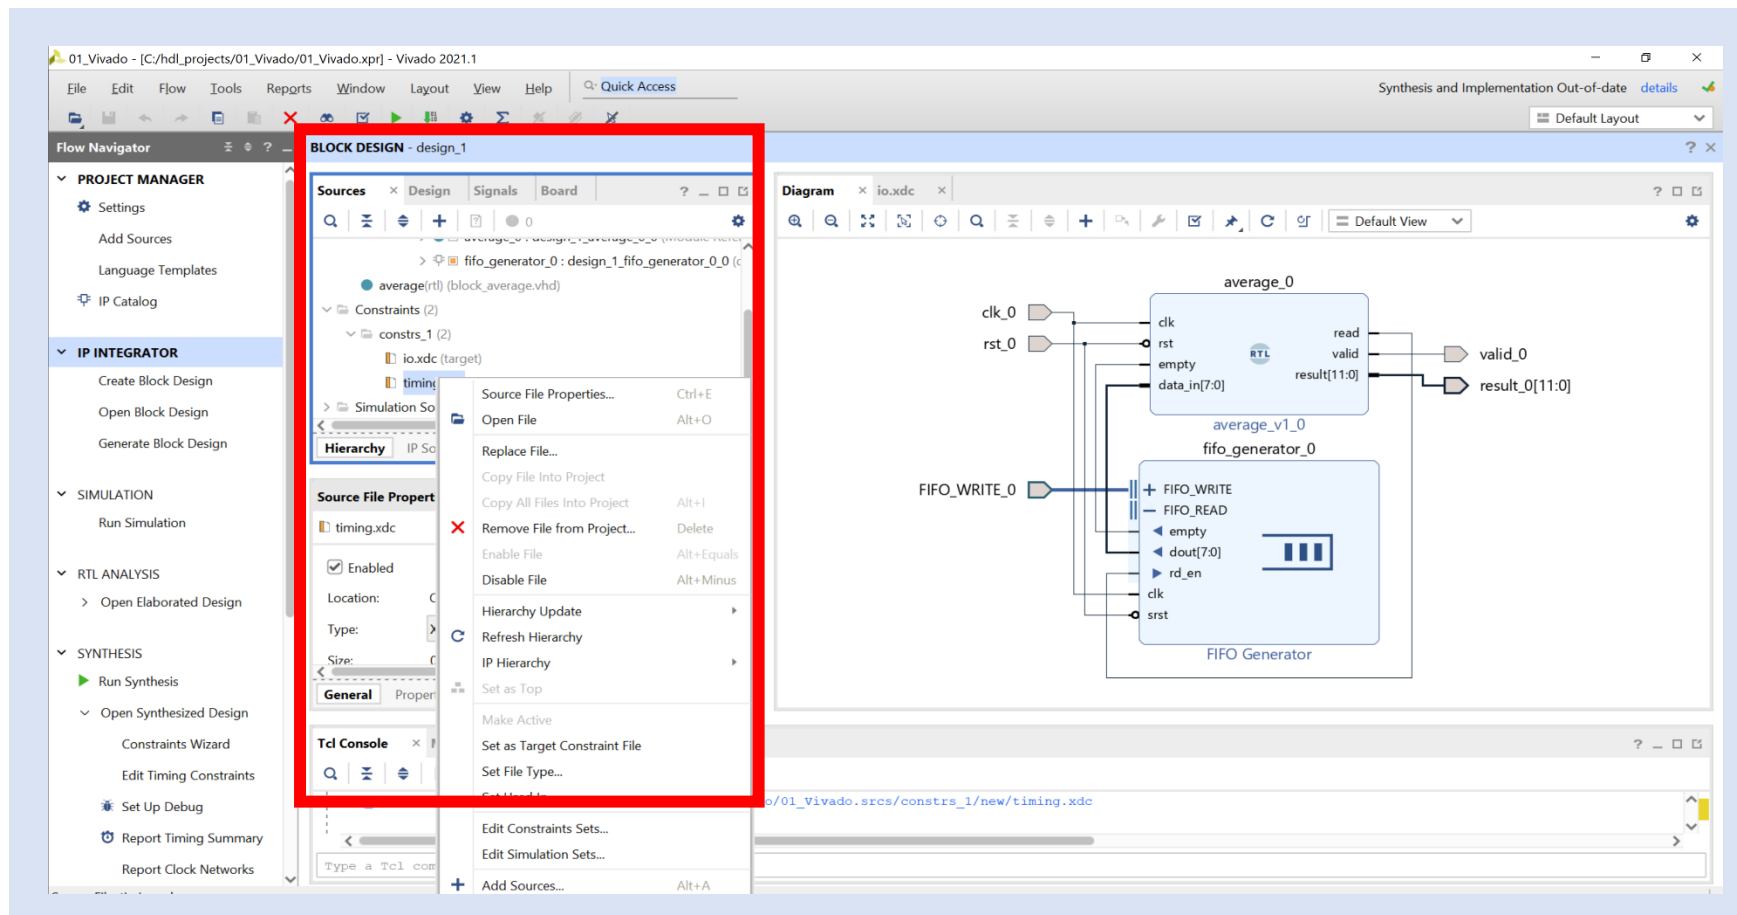 01_Vivado - [C:/hdl_projects/01_Vivado/01_Vivado.xpr] - Vivado 2021.1
File Edit Flow Tools Reports Window Layout View Help Quick Access
Synthesis and Implementation Out-of-date details
Default Layout
Flow Navigator
PROJECT MANAGER
Settings
Add Sources
Language Templates
IP Catalog
IP INTEGRATOR
Create Block Design
Open Block Design
Generate Block Design
SIMULATION
Run Simulation
RTL ANALYSIS
Open Elaborated Design
SYNTHESIS
Run Synthesis
Open Synthesized Design
Constraints Wizard
Edit Timing Constraints
Set Up Debug
Report Timing Summary
Report Clock Networks
BLOCK DESIGN - design_1
Sources Design Signals Board
0
average_0 : design_1_average_0_0 (Module Refer
fifo_generator_0 : design_1_fifo_generator_0_0 (
average(rtl) (block_average.vhd)
Constraints (2)
constrs_1 (2)
io.xdc (target)
timing
Simulation So
Hierarchy IP So
Source File Propert
timing.xdc
Enabled
Location:
Type:
Size:
General Proper
Source File Properties... Ctrl+E
Open File Alt+O
Replace File...
Copy File Into Project
Copy All Files Into Project Alt+I
Remove File from Project... Delete
Enable File Alt+Equals
Disable File Alt+Minus
Hierarchy Update
Refresh Hierarchy
IP Hierarchy
Set as Top
Make Active
Set as Target Constraint File
Set File Type...
Set Used In...
Edit Constraints Sets...
Edit Simulation Sets...
Add Sources... Alt+A
Tcl Console
o/01_Vivado.srcs/constrs_1/new/timing.xdc
Type a Tcl com
Diagram io.xdc
Default View
average_0
clk_0
rst_0
clk
rst
empty
data_in[7:0]
RTL
read
valid
result[11:0]
valid_0
result_0[11:0]
average_v1_0
fifo_generator_0
FIFO_WRITE_0
FIFO_WRITE
FIFO_READ
empty
dout[7:0]
rd_en
clk
srst
FIFO Generator